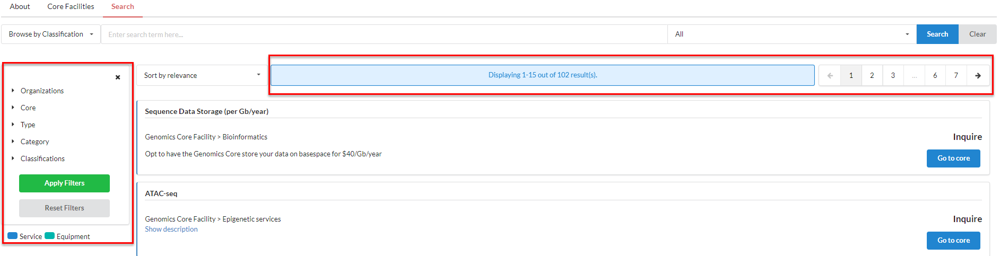 About Core Facilities Search
Browse by Classification Enter search term here... All Search Clear
Organizations
Core
Type
Category
Classifications
Apply Filters
Reset Filters
Service Equipment
Sort by relevance Displaying 1-15 out of 102 result(s). 1 2 3 ... 6 7
Sequence Data Storage (per Gb/year)
Genomics Core Facility > Bioinformatics
Inquire
Opt to have the Genomics Core store your data on basespace for $40/Gb/year
Go to core
ATAC-seq
Genomics Core Facility > Epigenetic services
Inquire
Show description
Go to core